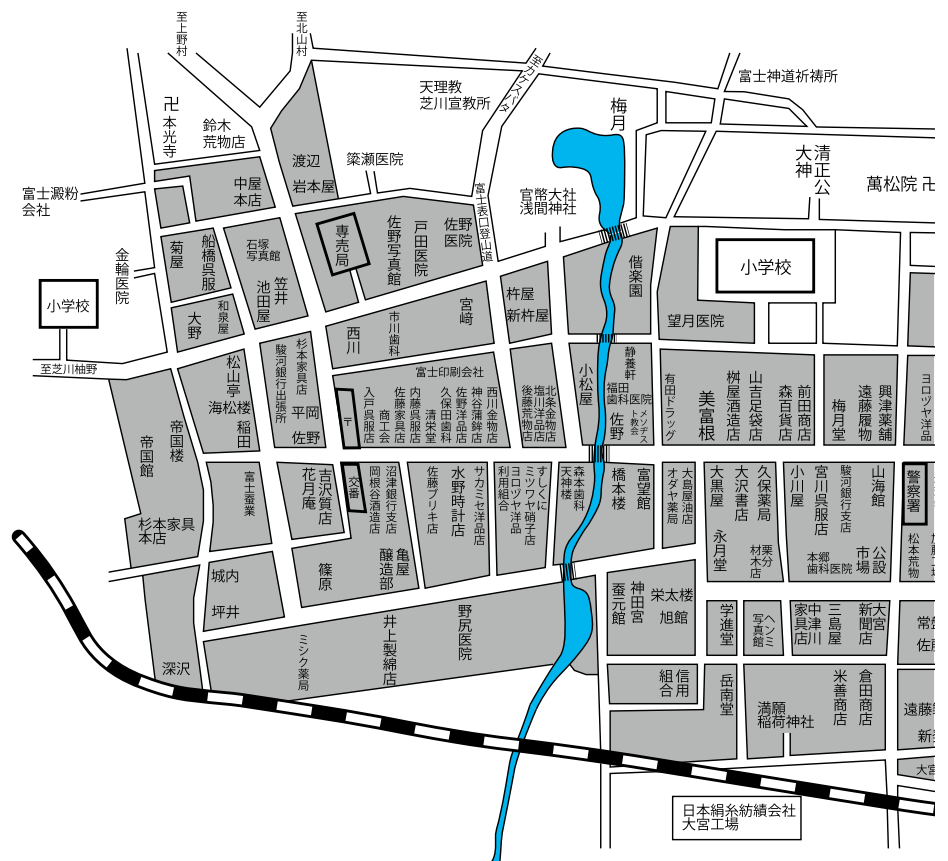 至上野村
至北山村
至カケスバタ
天理教
芝川宣教所
富士神道祈祷所
卍 本光寺
鈴木
荒物店
梅月
渡辺
岩本屋
簗瀬医院
清正公
大神
萬松院 卍
富士澱粉
会社
中屋
本店
富士表口登山道
官幣大社
浅間神社
専売局
佐野写真館
戸田医院
佐野
医院
菊屋
船橋呉服
石塚
写真館
金輪医院
笠井
池田屋
偕楽園
小学校
小学校
杵屋
新杵屋
宮﨑
大野
和泉屋
西川
市川歯科
望月医院
至芝川柚野
松山亭
海松楼
稲田
駿河銀行出張所
杉本家具店
平岡
佐野
富士印刷会社
〒
入戸呉服店
商工会
佐藤家具店
内藤呉服店
清栄堂
久保田歯科
佐野洋品店
神谷蒲鉾店
西川金物店
北条金物店
塩川洋品店
後藤荒物店
小松屋
静養軒
福田
歯科医院
佐野
メソヂスト教会
有田ドラッグ
美富根
桝屋酒造店
山吉足袋店
森百貨店
前田商店
梅月堂
遠藤履物
興津薬舗
ヨロヅヤ洋品
帝国館
帝国楼
富士蚕業
花月庵
吉沢質店
交番
岡根谷酒造店
沼津銀行支店
佐藤ブリキ店
水野時計店
サカミセ洋品店
利用組合
ヨロヅヤ洋品
ミツワヤ硝子店
すしくに
天神楼
森本歯科
橋本楼
富望館
オダヤ薬局
大島屋油店
大黒屋
大沢書店
久保薬局
小川屋
宮川呉服店
駿河銀行支店
山海館
警察署
杉本家具
本店
永月堂
栗分
材木店
本郷
歯科医院
公設
市場
松本荒物
城内
坪井
篠原
亀屋
醸造部
蚕元館
神田宮
栄太楼
旭館
学進堂
ヘンミ
写真館
中津川
家具店
三島屋
大宮
新聞店
深沢
ミシク薬局
井上製綿店
野尻医院
信用
組合
岳南堂
満願
稲荷神社
米善商店
倉田商店
日本絹糸紡績会社
大宮工場